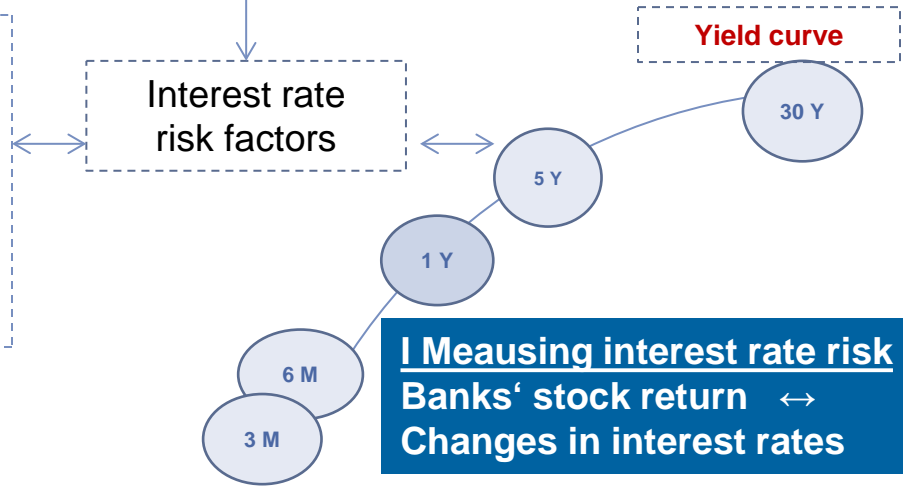 Yield curve
Interest rate
risk factors
30 Y
5 Y
1 Y
6 M
3 M
I Meausing interest rate risk
Banks‘ stock return ↔
Changes in interest rates